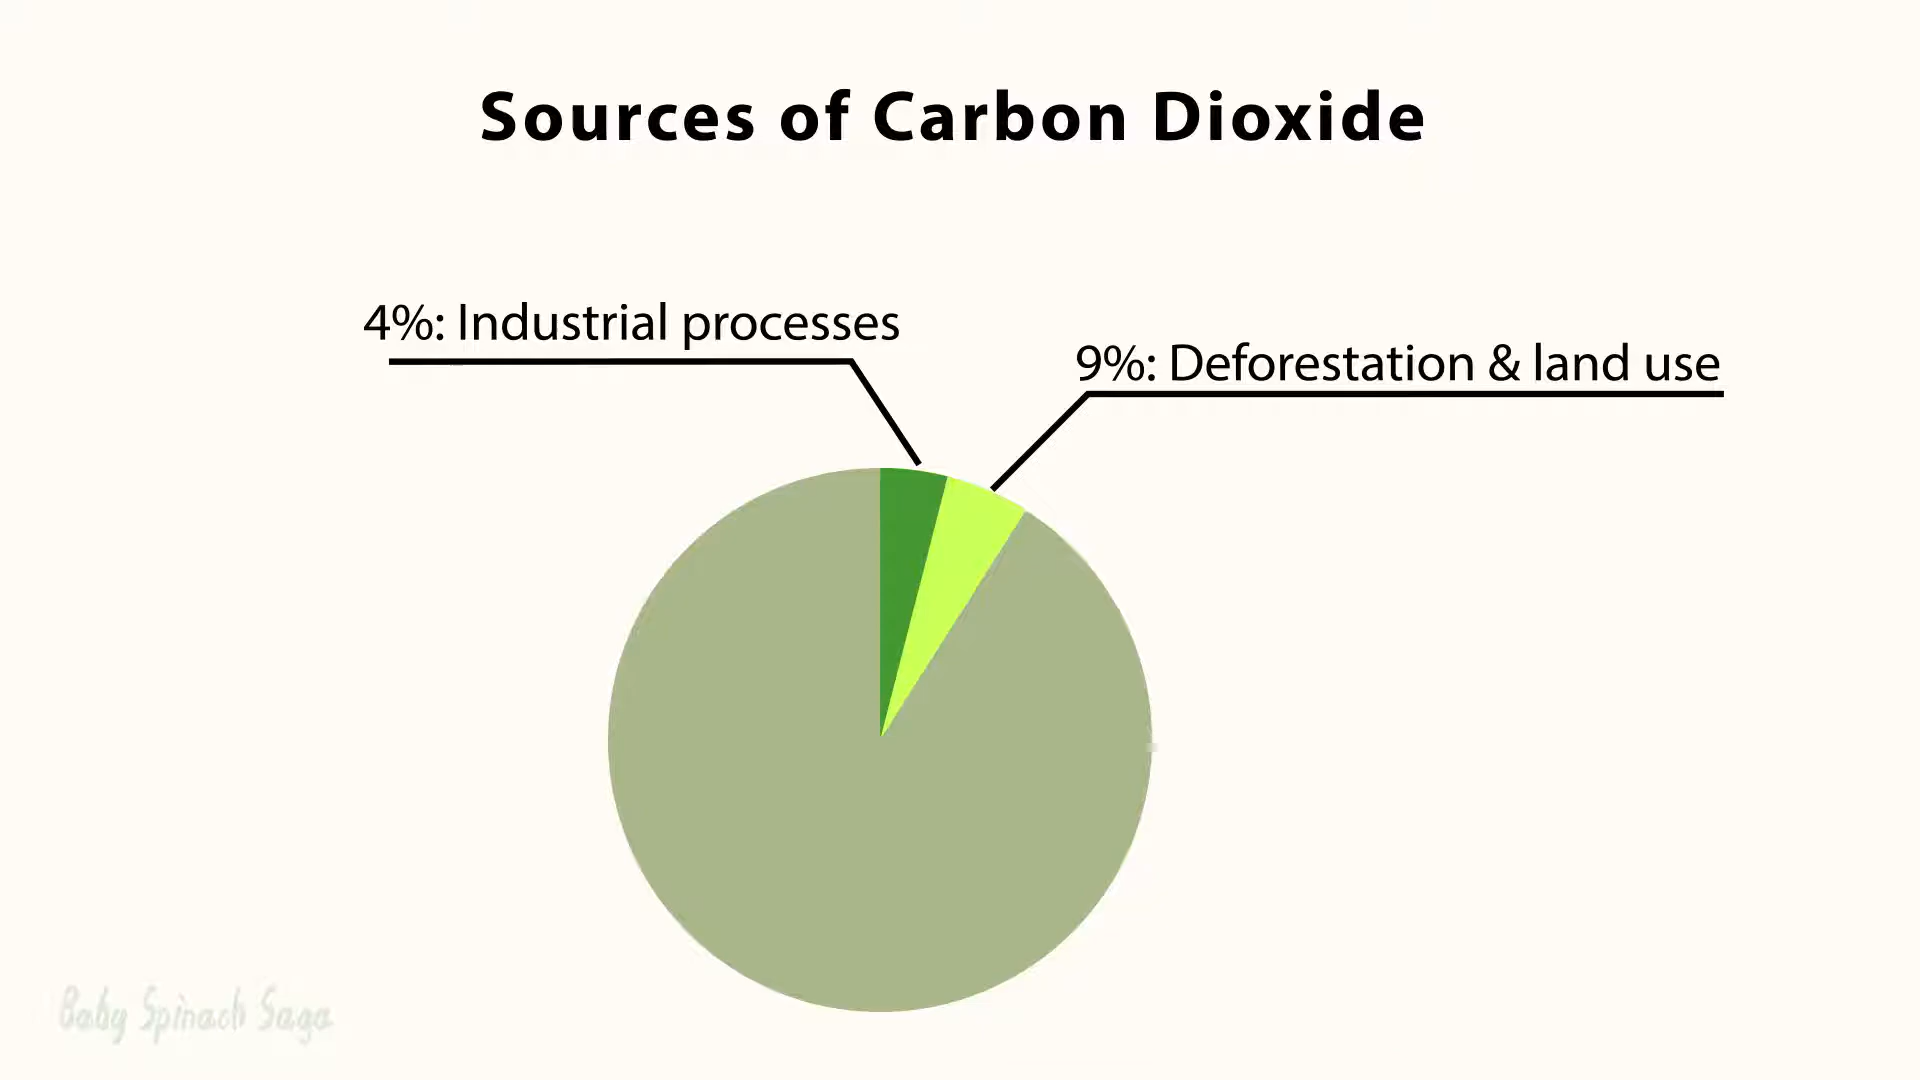 Sources of Carbon Dioxide
4%: Industrial processes
9%: Deforestation & land use
Baby Spinach Saga